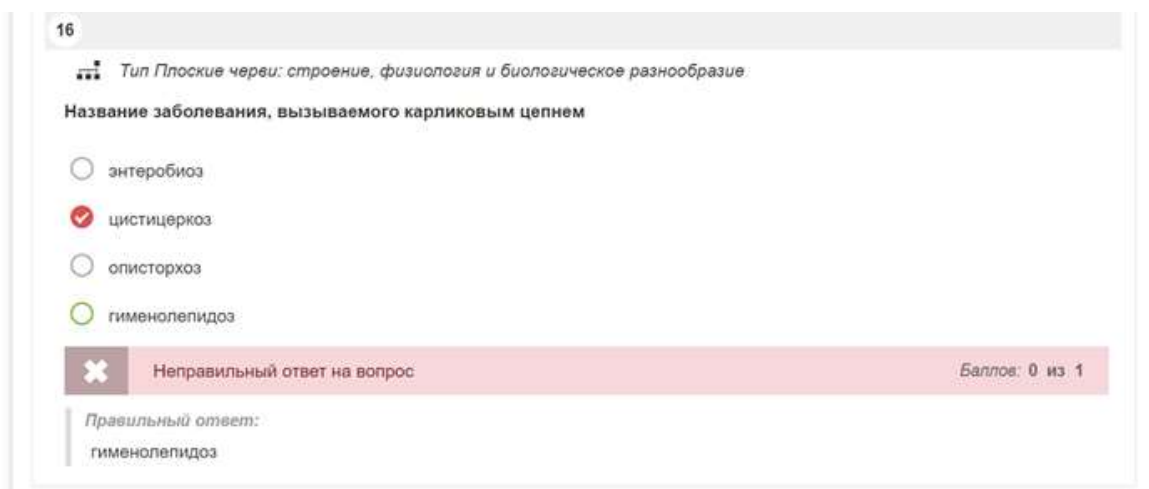 16
Тип Плоские черви: строение, физиология и биологическое разнообразие
Название заболевания, вызываемого карликовым цепнем
энтеробиоз
цистицеркоз
описторхоз
гименолепидоз
Неправильный ответ на вопрос Баллов: 0 из 1
Правильный ответ:
гименолепидоз